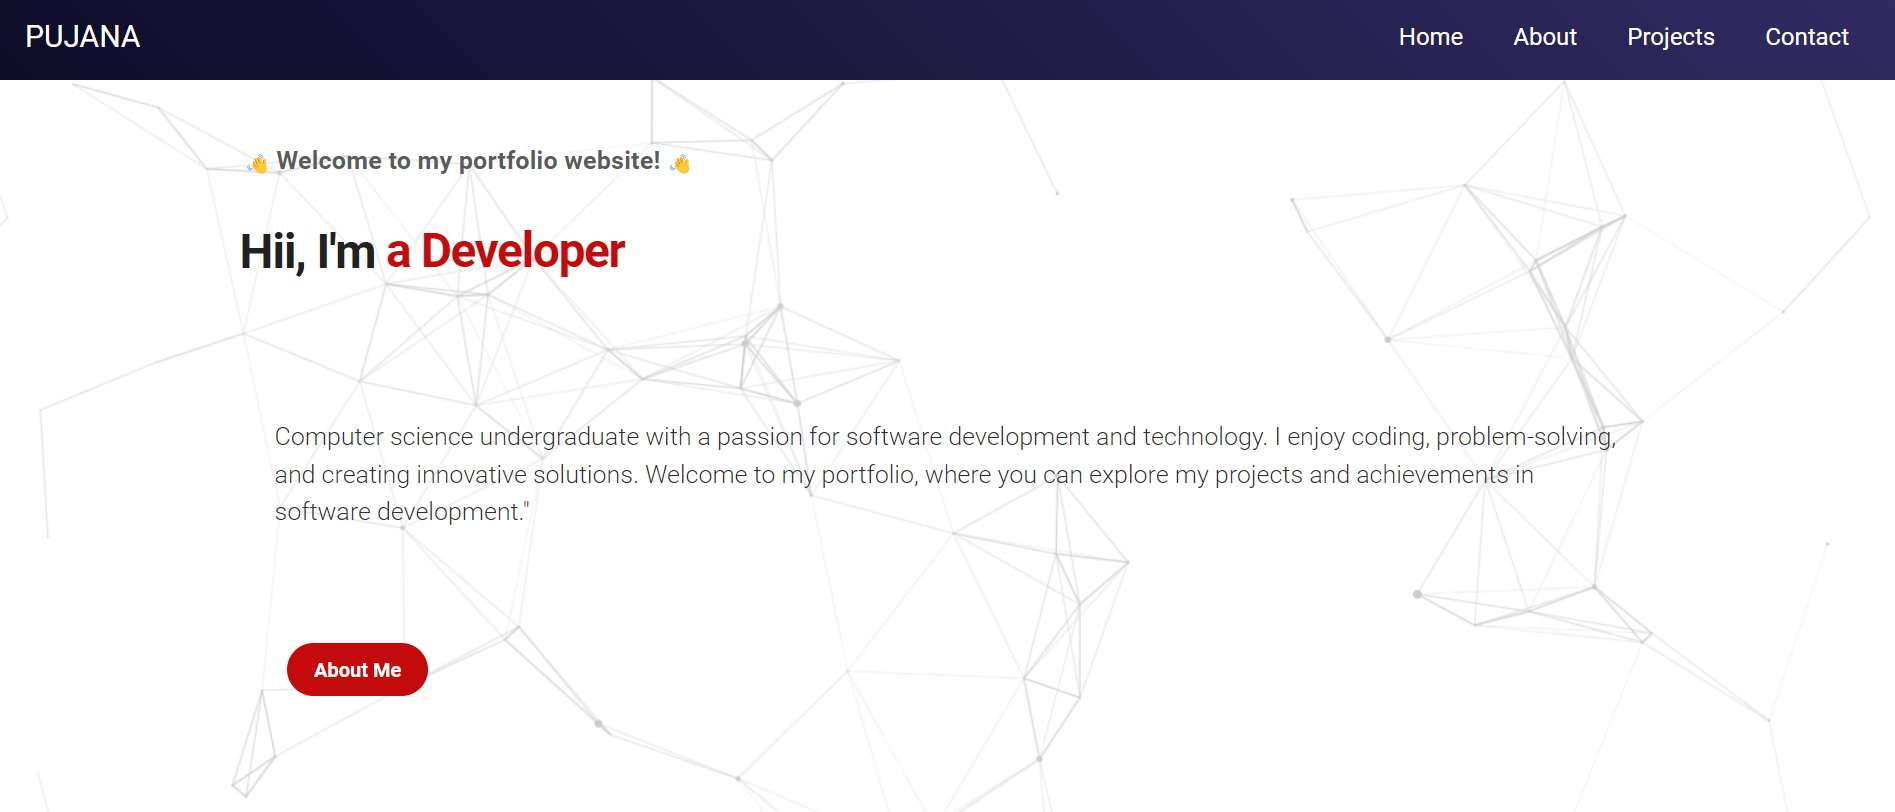 PUJANA
Home About Projects Contact
👋 Welcome to my portfolio website! 👋
Hii, I'm a Developer
Computer science undergraduate with a passion for software development and technology. I enjoy coding, problem-solving,
and creating innovative solutions. Welcome to my portfolio, where you can explore my projects and achievements in
software development."
About Me